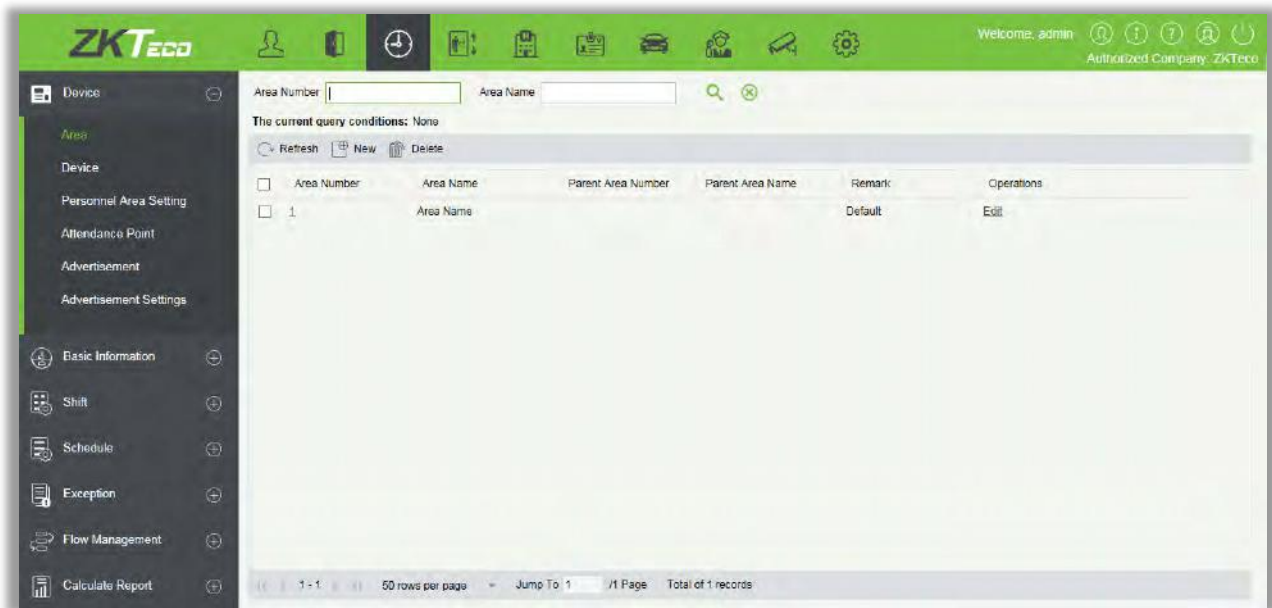 ZKTECO
Welcome, admin
Authorized Company: ZKTeco
Device
Area
Device
Personnel Area Setting
Attendance Point
Advertisement
Advertisement Settings
Basic Information
Shift
Schedule
Exception
Flow Management
Calculate Report
Area Number Area Name
The current query conditions: None
Refresh New Delete
Area Number Area Name Parent Area Number Parent Area Name Remark Operations
1 Area Name Default Edit
1-1 50 rows per page Jump To 1 /1 Page Total of 1 records